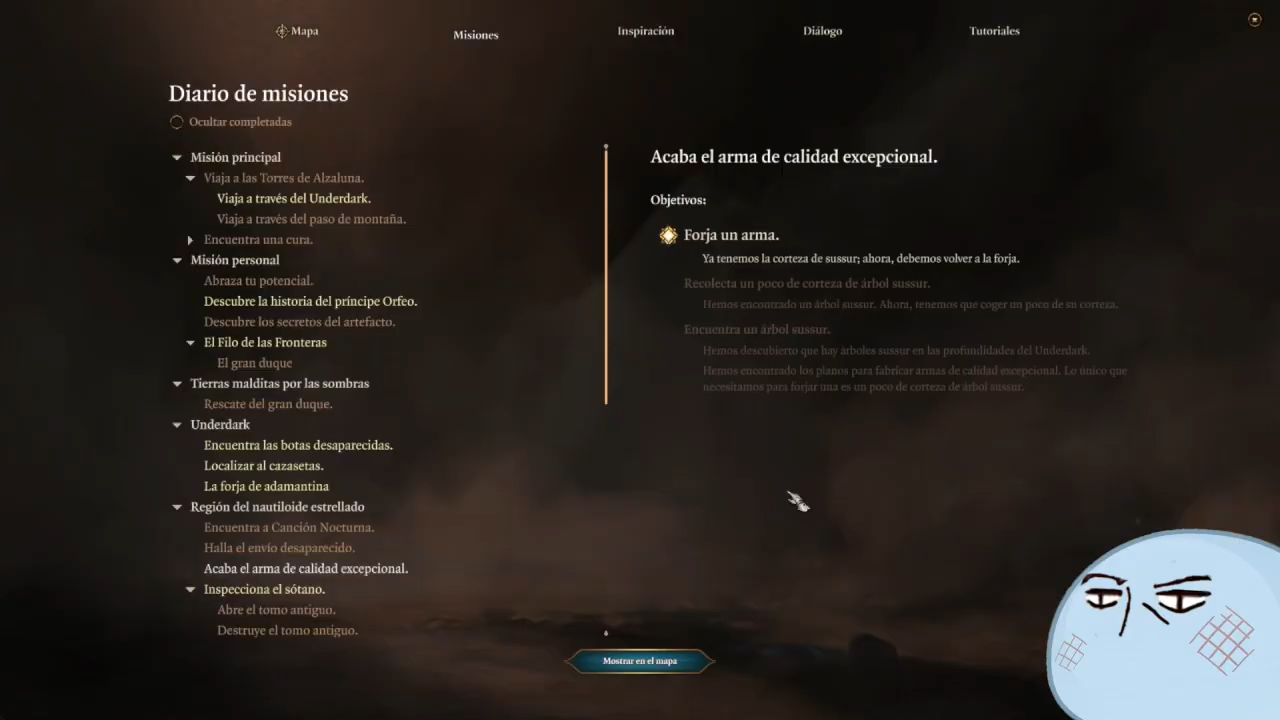 Mapa
Misiones
Inspiración
Diálogo
Tutoriales
Diario de misiones
Ocultar completadas
Misión principal
Viaja a las Torres de Alzaluna.
Viaja a través del Underdark.
Viaja a través del paso de montaña.
Encuentra una cura.
Misión personal
Abraza tu potencial.
Descubre la historia del príncipe Orfeo.
Descubre los secretos del artefacto.
El Filo de las Fronteras
El gran duque
Tierras malditas por las sombras
Rescate del gran duque.
Underdark
Encuentra las botas desaparecidas.
Localizar al cazasetas.
La forja de adamantina
Región del nautiloide estrellado
Encuentra a Canción Nocturna.
Halla el envío desaparecido.
Acaba el arma de calidad excepcional.
Inspecciona el sótano.
Abre el tomo antiguo.
Destruye el tomo antiguo.
Acaba el arma de calidad excepcional.
Objetivos:
Forja un arma.
Ya tenemos la corteza de sussur; ahora, debemos volver a la forja.
Recolecta un poco de corteza de árbol sussur.
Hemos encontrado un árbol sussur. Ahora, tenemos que coger un poco de su corteza.
Encuentra un árbol sussur.
Hemos descubierto que hay árboles sussur en las profundidades del Underdark.
Hemos encontrado los planos para fabricar armas de calidad excepcional. Lo único que
necesitamos para forjar una es un poco de corteza de árbol sussur.
Mostrar en el mapa